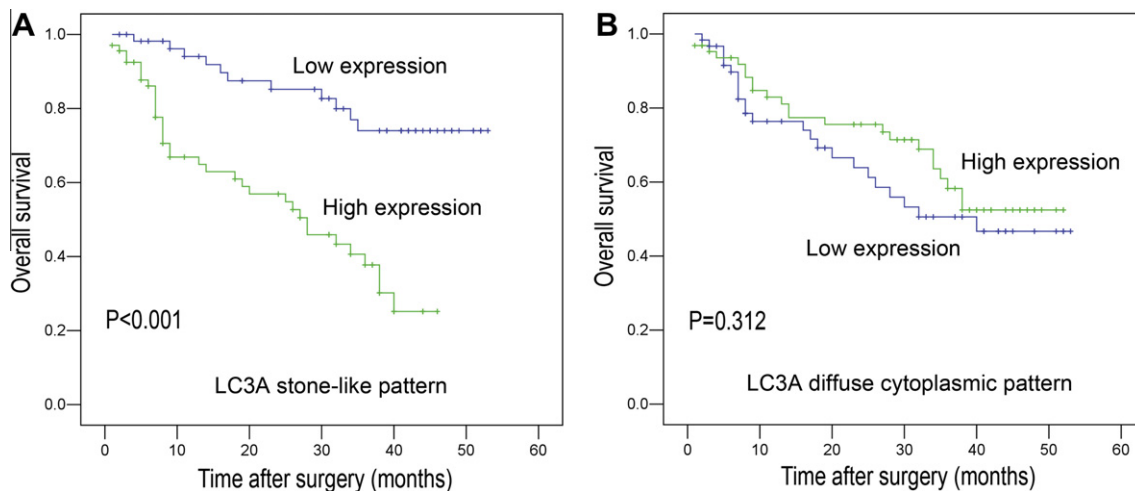 A
1.0
0.8
0.6
0.4
0.2
0.0
Overall survival
Low expression
High expression
P<0.001
LC3A stone-like pattern
0 10 20 30 40 50 60
Time after surgery (months)
B
1.0
0.8
0.6
0.4
0.2
0.0
Overall survival
High expression
Low expression
P=0.312
LC3A diffuse cytoplasmic pattern
0 10 20 30 40 50 60
Time after surgery (months)